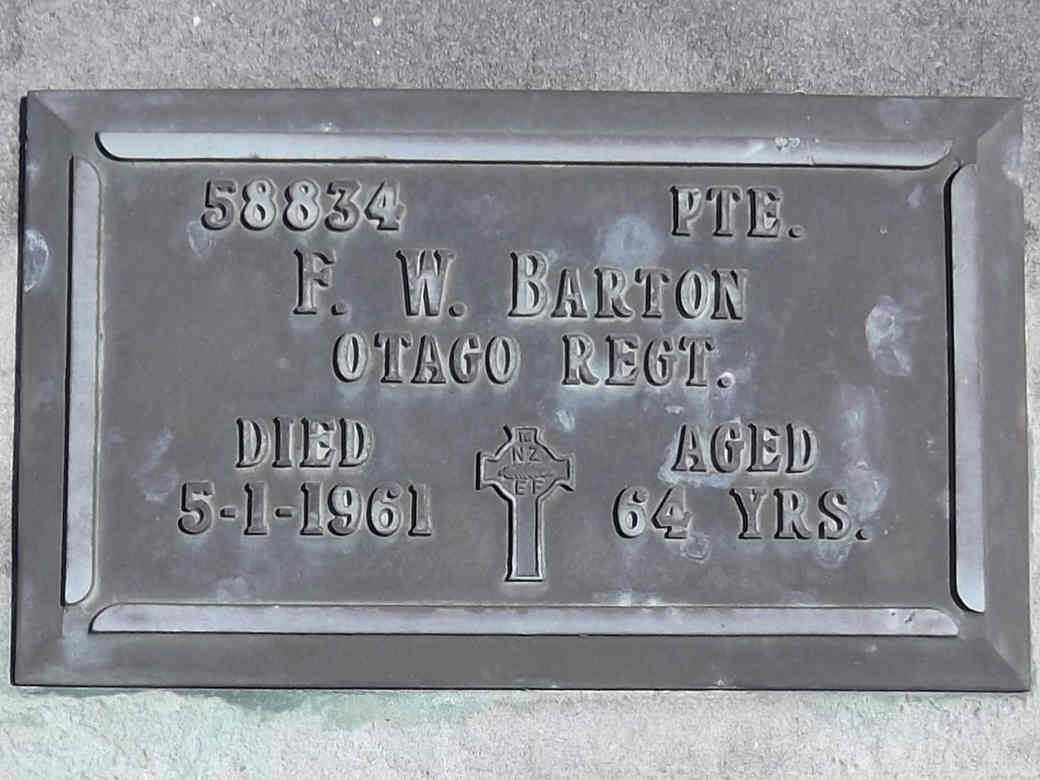 58834 PTE.
F. W. BARTON
OTAGO REGT.
DIED AGED
5-1-1961 64 YRS.
NZ
EF